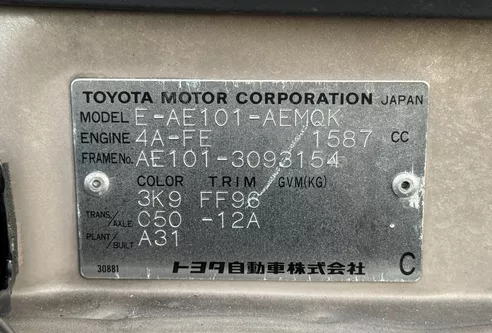 TOYOTA MOTOR CORPORATION JAPAN
MODEL E-AE101-AEMQK
ENGINE 4A-FE 1587 CC
FRAME No. AE101-3093154
COLOR TRIM G.V.M(KG)
3K9 FF96
TRANS./AXLE C50 -12A
PLANT/BUILT A31
30881 トヨタ自動車株式会社 C